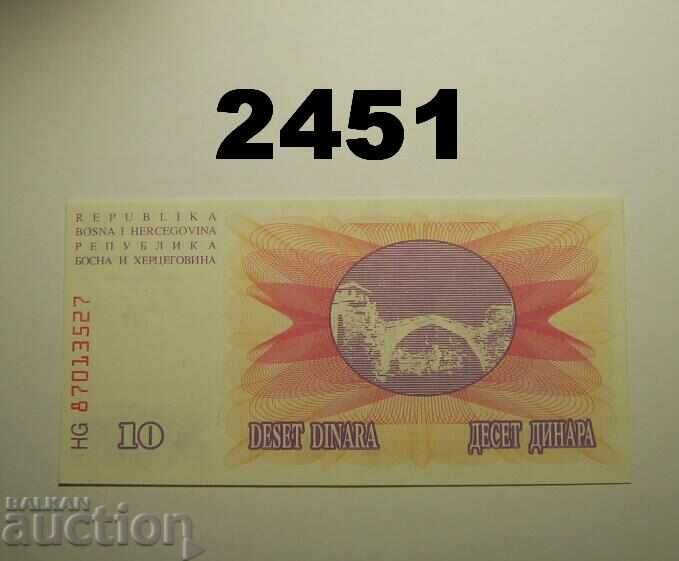 2451
REPUBLIKA
BOSNA I HERCEGOVINA
РЕПУБЛИКА
БОСНА И ХЕРЦЕГОВИНА
HG 87013527
10
DESET DINARA
ДЕСЕТ ДИНАРА
BALKAN
auction